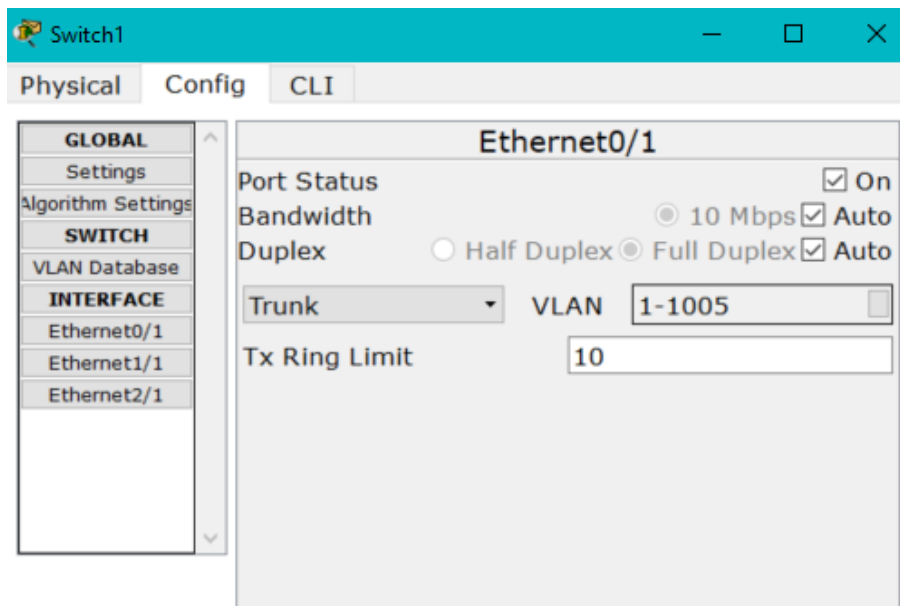 Switch1
Physical Config CLI
GLOBAL
Settings
Algorithm Settings
SWITCH
VLAN Database
INTERFACE
Ethernet0/1
Ethernet1/1
Ethernet2/1
Ethernet0/1
Port Status On
Bandwidth 10 Mbps Auto
Duplex Half Duplex Full Duplex Auto
Trunk VLAN 1-1005
Tx Ring Limit 10